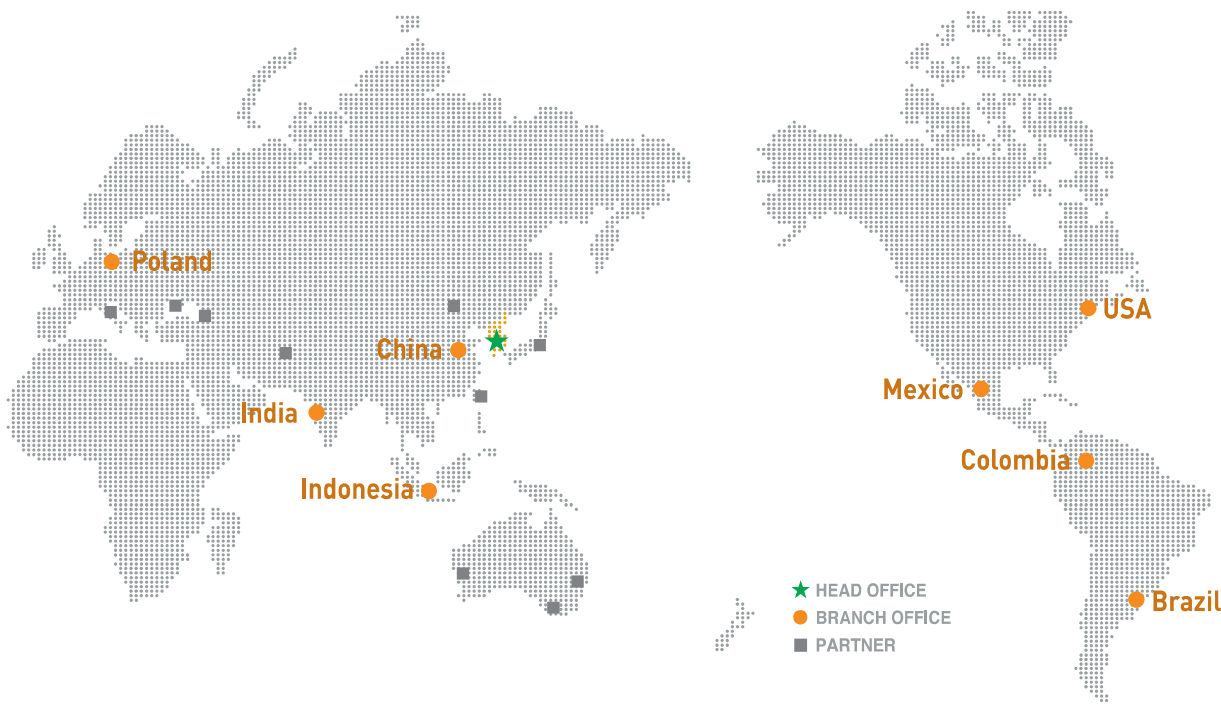 Poland
USA
China
Mexico
India
Colombia
Indonesia
HEAD OFFICE
Brazil
BRANCH OFFICE
PARTNER